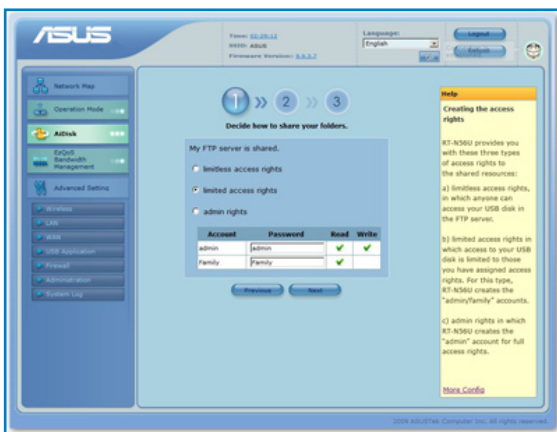 ASUS
Time: 02:29:12
SSID: ASUS
Firmware Version:
Language:
English
Logout
Network Map
Operation Mode
AiDisk
EzQoS
Bandwidth
Management
Advanced Setting
Wireless
LAN
WAN
USB Application
Firewall
Administration
System Log
1 » 2 » 3
Decide how to share your folders.
My FTP server is shared.
limitless access rights
limited access rights
admin rights
Account Password Read Write
admin admin
Family Family
Previous Next
Help
Creating the access
rights
RT-N56U provides you
with these three types
of access rights to
the shared resources:
a) limitless access rights,
in which anyone can
access your USB disk in
the FTP server.
b) limited access rights in
which access to your USB
disk is limited to those
you have assigned access
rights. For this type,
RT-N56U creates the
"admin/family" accounts.
c) admin rights in which
RT-N56U creates the
"admin" account for full
access rights.
More Config
2009 ASUSTek Computer Inc. All rights reserved.